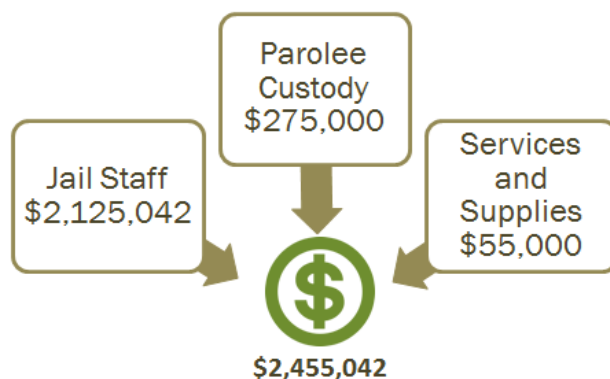 Parolee
Custody
$275,000
Jail Staff
$2,125,042
Services
and
Supplies
$55,000
$
$2,455,042